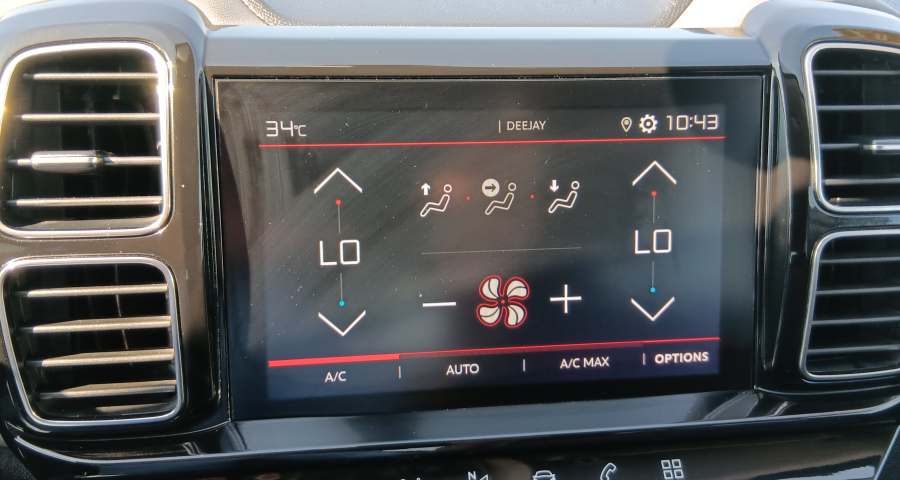 34°C | DEEJAY 10:43
LO LO
A/C | AUTO | A/C MAX | OPTIONS
N